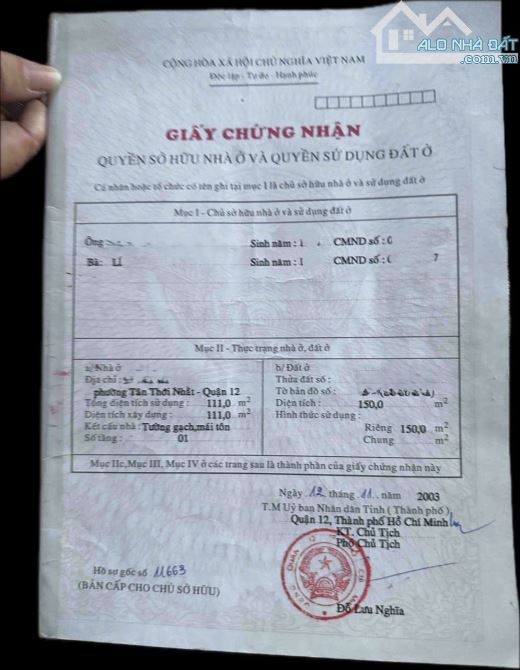 ALO NHÀ ĐẤT
.com.vn
CỘNG HÒA XÃ HỘI CHỦ NGHĨA VIỆT NAM
Độc lập - Tự do - Hạnh phúc
GIẤY CHỨNG NHẬN
QUYỀN SỞ HỮU NHÀ Ở VÀ QUYỀN SỬ DỤNG ĐẤT Ở
Cá nhân hoặc tổ chức có tên ghi tại mục I là chủ sở hữu nhà ở và sử dụng đất ở
Mục I - Chủ sở hữu nhà ở và sử dụng đất ở
Ông Sinh năm : 1 CMND số :
Bà: Lí Sinh năm : 1 CMND số : 7
Mục II - Thực trạng nhà ở, đất ở
a/ Nhà ở
Địa chỉ :
phường Tân Thới Nhất - Quận 12
Tổng diện tích sử dụng : 111,0 m2
Diện tích xây dựng : 111,0 m2
Kết cấu nhà : Tường gạch,mái tôn
Số tầng : 01
b/ Đất ở
Thửa đất số :
Tờ bản đồ số :
Diện tích : 150,0 m2
Hình thức sử dụng :
Riêng 150,0 m2
Chung m2
Mục IIc,Mục III, Mục IV ở các trang sau là thành phần của giấy chứng nhận này
Ngày 12 tháng 11 năm 2003
T.M Uỷ ban Nhân dân Tỉnh ( Thành phố )
Quận 12, Thành phố Hồ Chí Minh
KT. Chủ Tịch
Phó Chủ Tịch
Hồ sơ gốc số 11663
(BẢN CẤP CHO CHỦ SỞ HỮU)
Đỗ Lưu Nghĩa